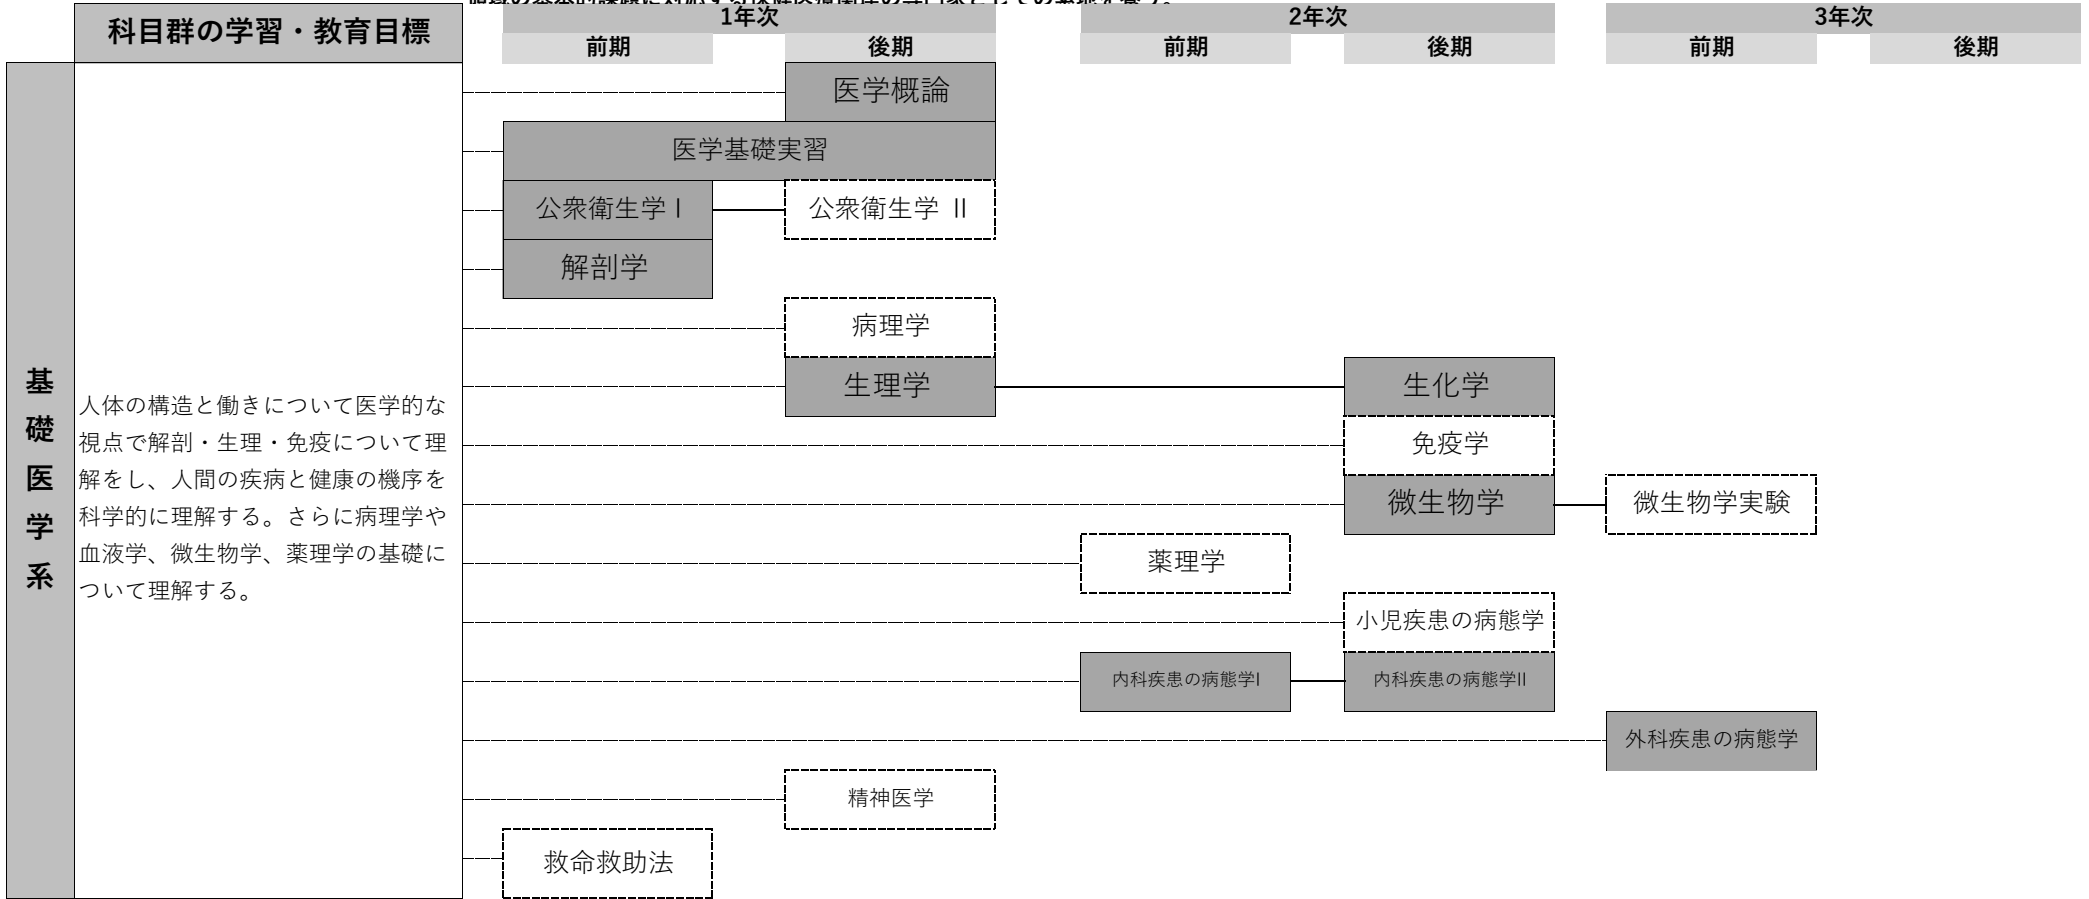 1年次
2年次
3年次
科目群の学習・教育目標
前期
後期
前期
後期
前期
後期
医学概論
医学基礎実習
公衆衛生学Ⅰ
公衆衛生学 Ⅱ
解剖学
病理学
生理学
生化学
基礎医学系
人体の構造と働きについて医学的な
視点で解剖・生理・免疫について理
解をし、人間の疾病と健康の機序を
科学的に理解する。さらに病理学や
血液学、微生物学、薬理学の基礎に
ついて理解する。
免疫学
微生物学
微生物学実験
薬理学
小児疾患の病態学
内科疾患の病態学I
内科疾患の病態学II
外科疾患の病態学
精神医学
救命救助法